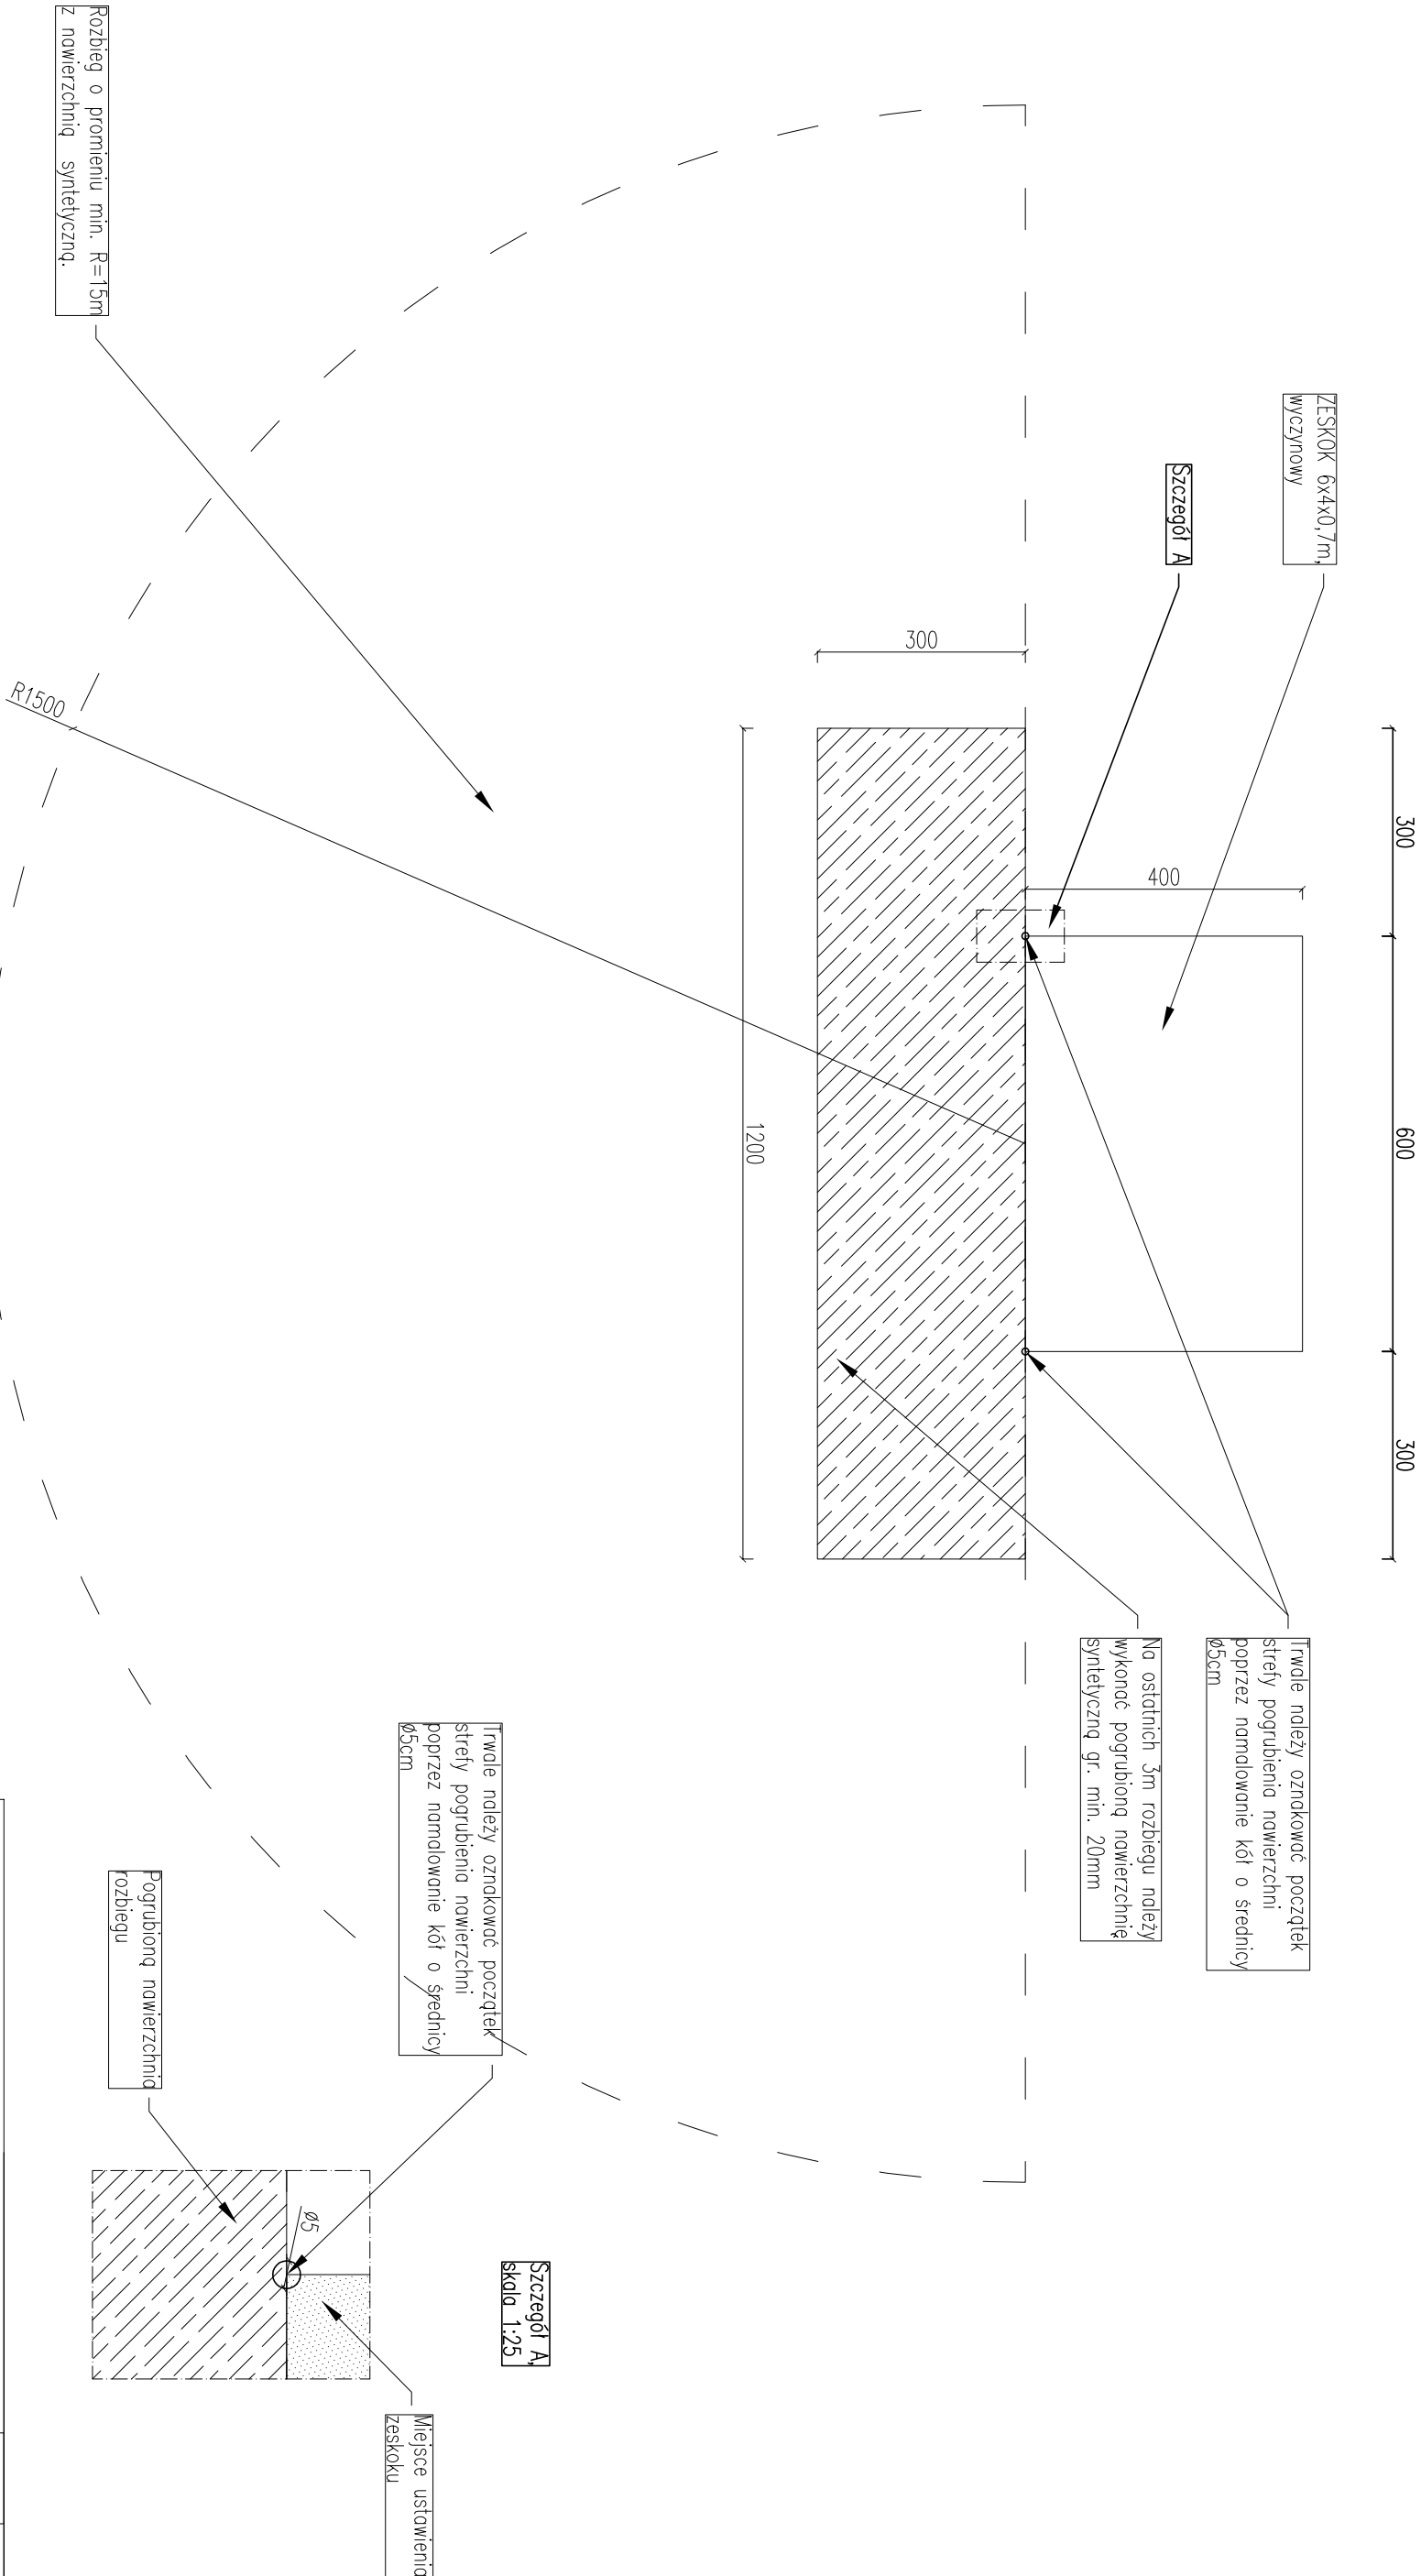 300
600
300
ZESKOK 6x4x0,7m,
wyczynowy
Szczegół A
400
300
1200
R1500
Rozbieg o promieniu min. R=15m
z nawierzchnią syntetyczną.
Trwale należy oznakować początek
strefy pogrubienia nawierzchni
poprzez namalowanie kół o średnicy
ø5cm
Na ostatnich 3m rozbiegu należy
wykonać pogrubioną nawierzchnię
syntetyczną gr. min. 20mm
Szczegół A,
skala 1:25
Trwale należy oznakować początek
strefy pogrubienia nawierzchni
poprzez namalowanie kół o średnicy
ø5cm
Miejsce ustawienia
zeskoku
ø5
Pogrubioną nawierzchnia
rozbiegu